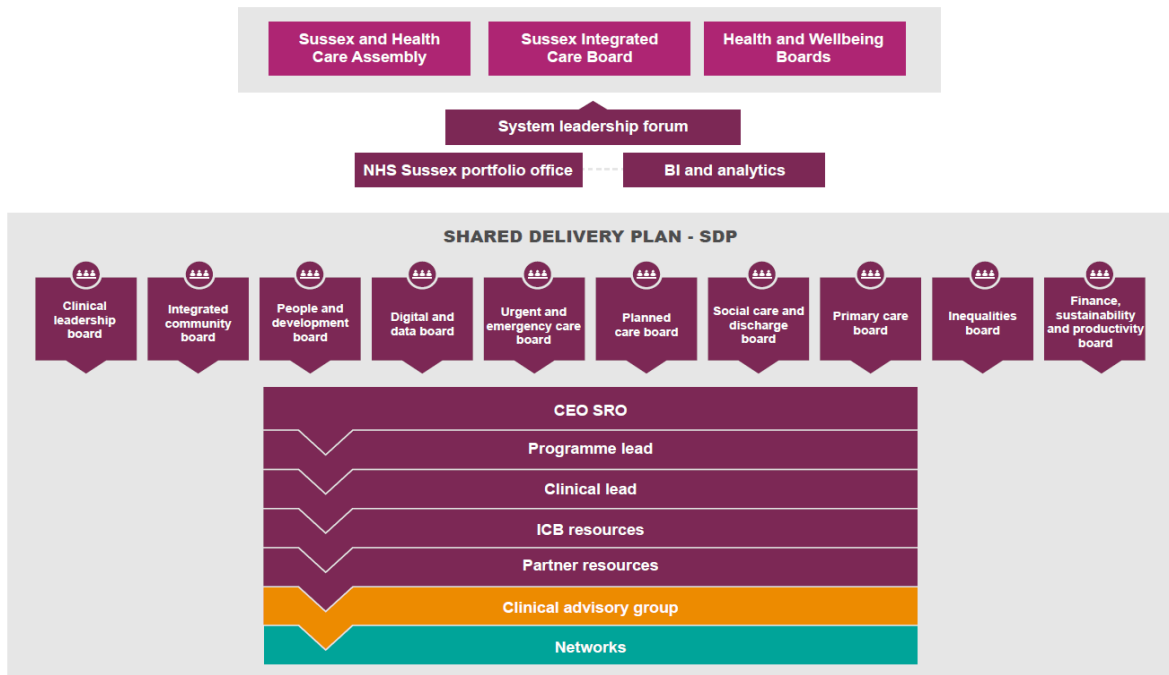 Sussex and Health
Care Assembly
Sussex Integrated
Care Board
Health and Wellbeing
Boards
System leadership forum
NHS Sussex portfolio office
BI and analytics
SHARED DELIVERY PLAN - SDP
Clinical
leadership
board
Integrated
community
board
People and
development
board
Digital and
data board
Urgent and
emergency care
board
Planned
care board
Social care and
discharge
board
Primary care
board
Inequalities
board
Finance,
sustainability
and productivity
board
CEO SRO
Programme lead
Clinical lead
ICB resources
Partner resources
Clinical advisory group
Networks